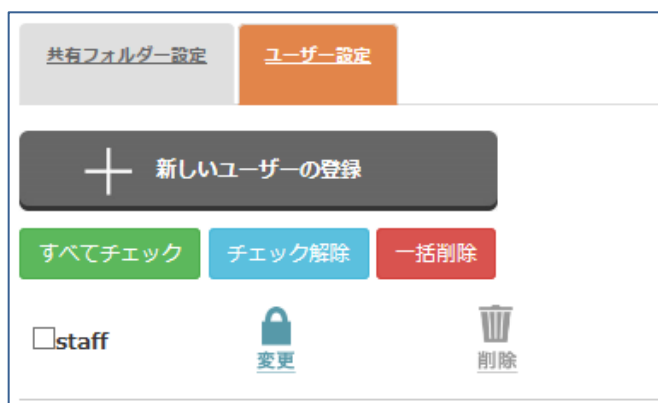 共有フォルダー設定 ユーザー設定
新しいユーザーの登録
すべてチェック チェック解除 一括削除
staff 変更 削除